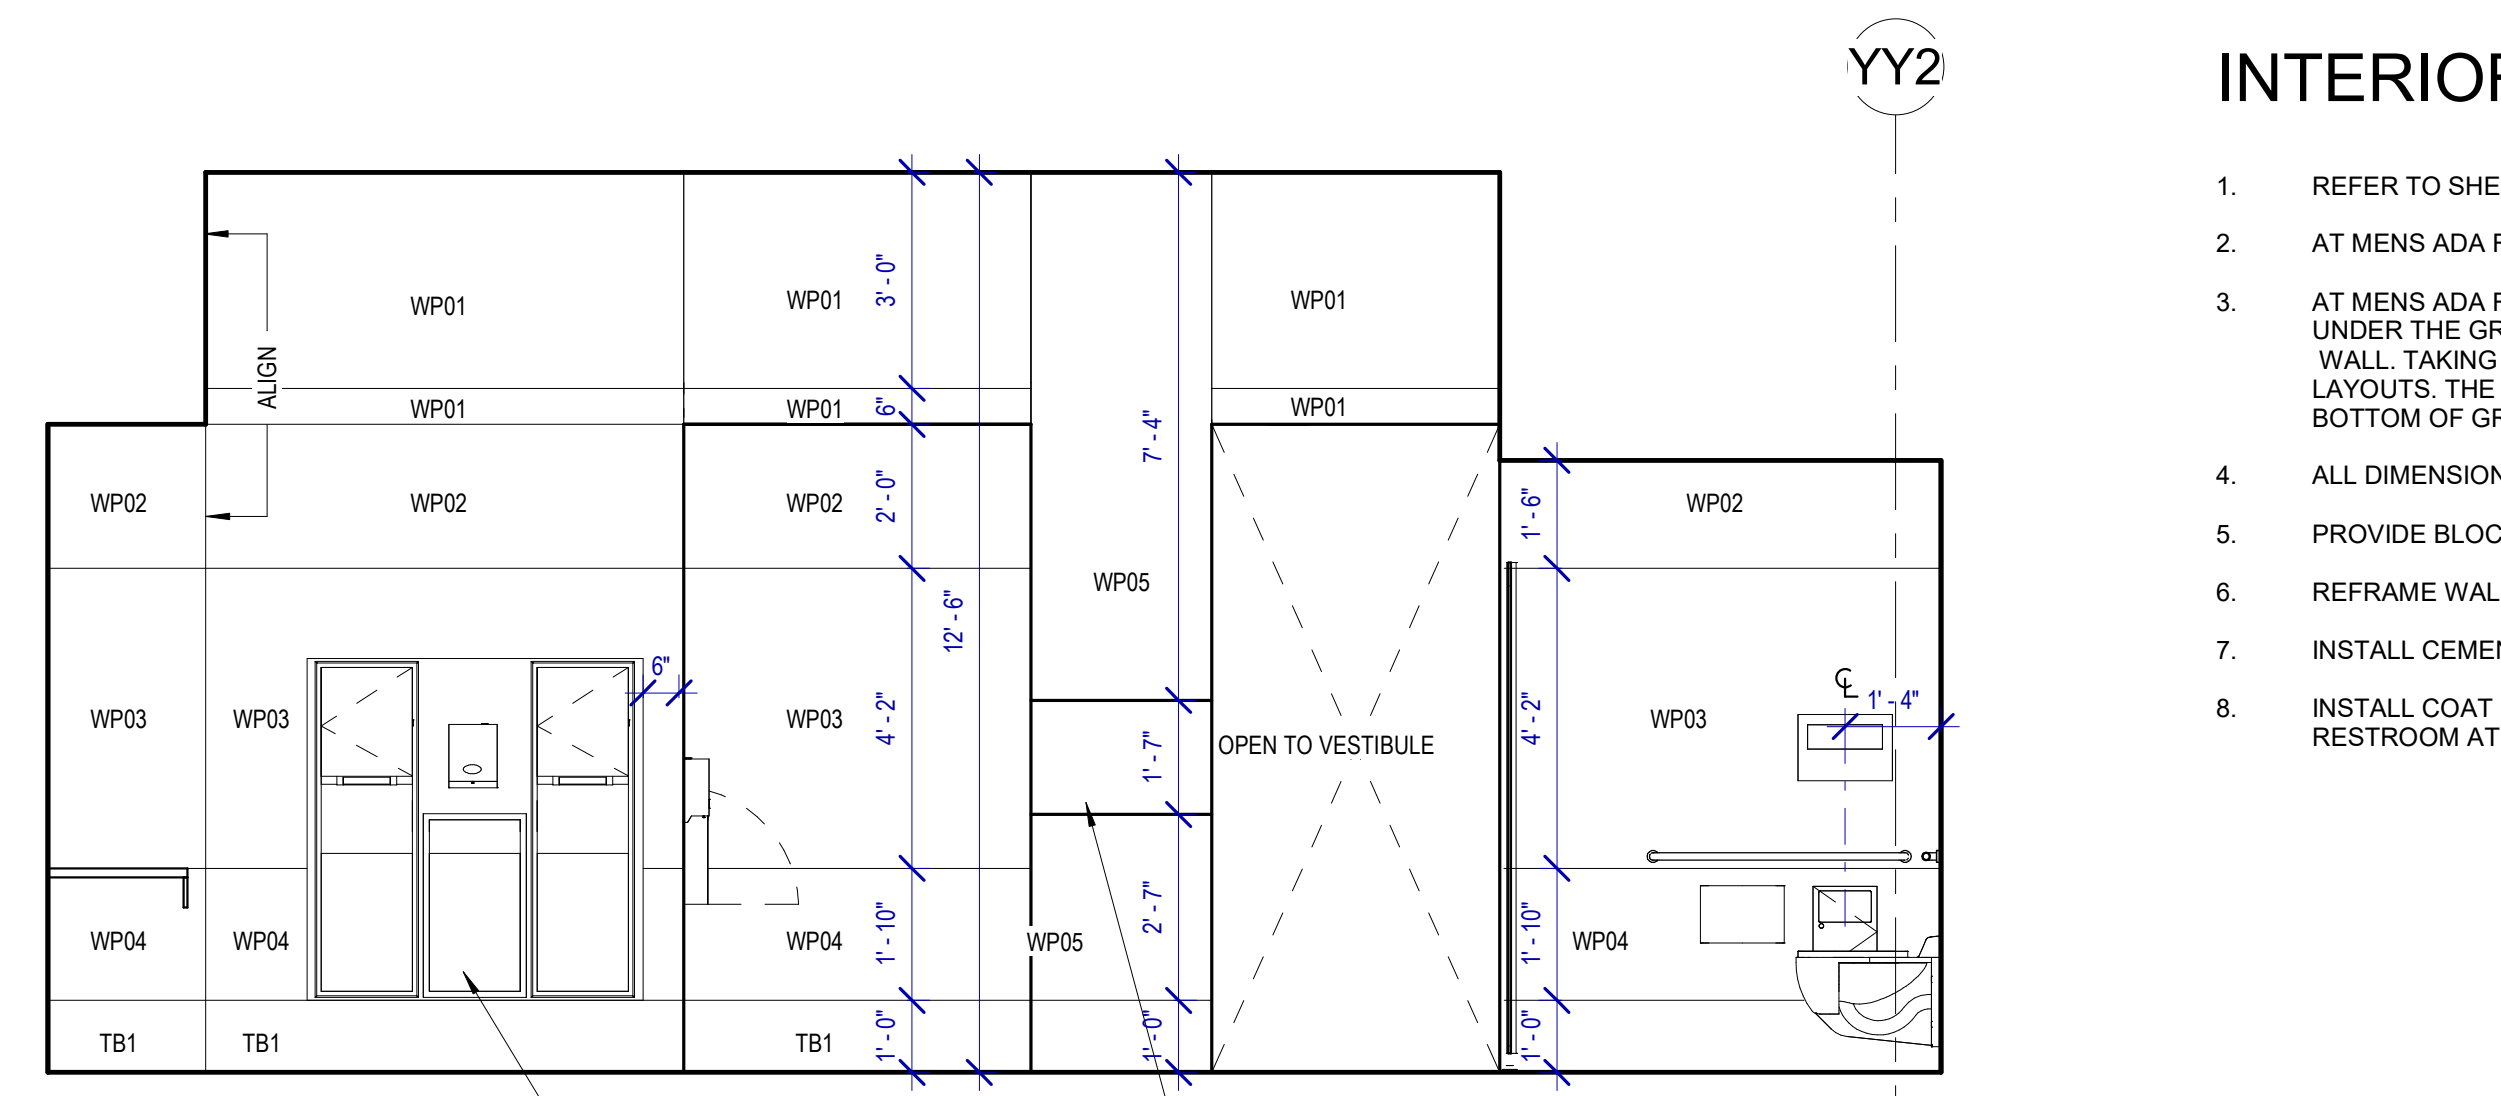 YY2
INTERIOR
1. REFER TO SHE
2. AT MENS ADA
3. AT MENS ADA
UNDER THE GR
WALL. TAKING
LAYOUTS. THE
BOTTOM OF GR
4. ALL DIMENSION
5. PROVIDE BLOC
6. REFRAME WAL
7. INSTALL CEMEN
8. INSTALL COAT
RESTROOM AT
ALIGN
WP01
WP01
3' - 0"
WP01
WP01
WP01
6"
WP01
7' - 4"
WP02
WP02
WP02
2' - 0"
1' - 6"
WP02
WP05
12' - 6"
6"
WP03
WP03
WP03
4' - 2"
1' - 7"
OPEN TO VESTIBULE
4' - 2"
WP03
CL
1' - 4"
WP04
WP04
WP04
1' - 10"
WP05
2' - 7"
1' - 10"
WP04
TB1
TB1
TB1
1' - 0"
1' - 0"
1' - 0"